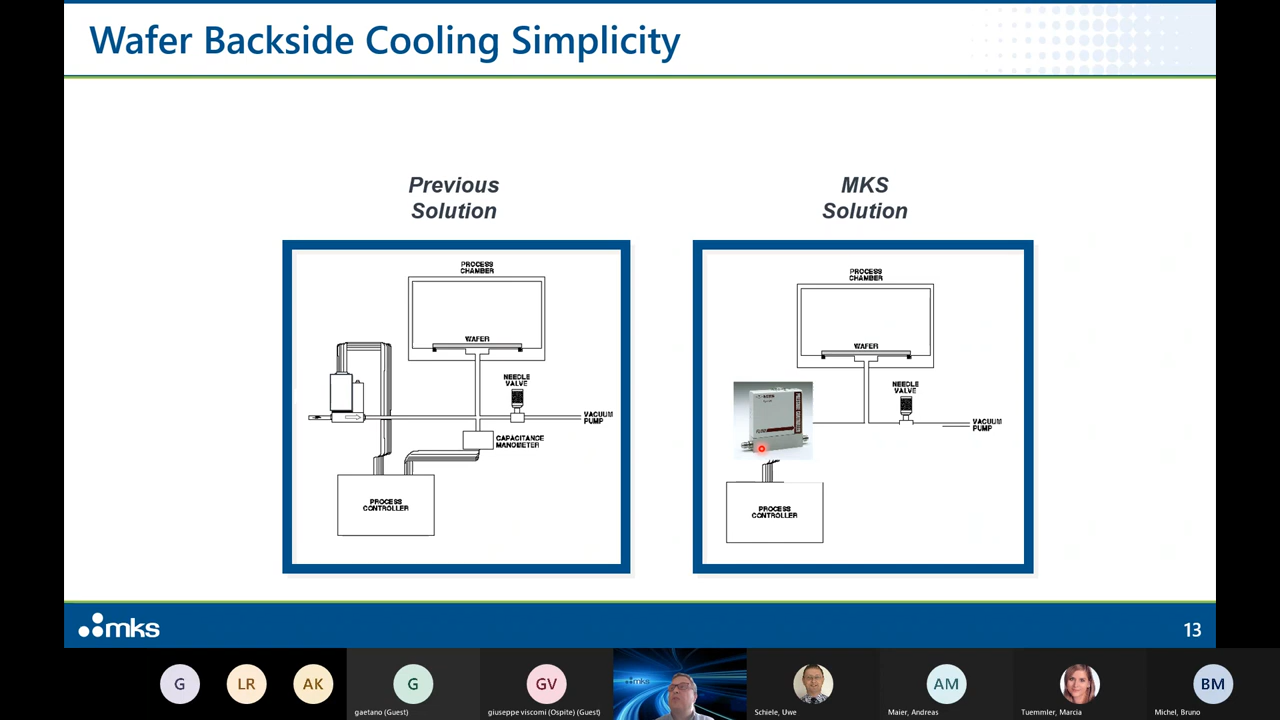 Wafer Backside Cooling Simplicity
Previous
Solution
MKS
Solution
PROCESS
CHAMBER
WAFER
NEEDLE
VALVE
VACUUM
PUMP
CAPACITANCE
MANOMETER
PROCESS
CONTROLLER
PROCESS
CHAMBER
WAFER
NEEDLE
VALVE
VACUUM
PUMP
PROCESS
CONTROLLER
mks
13
G
LR
AK
G
gaetano (Guest)
GV
giuseppe viscomi (Ospite) (Guest)
mks
Schiele, Uwe
AM
Maier, Andreas
Tuemmler, Marcia
BM
Michel, Bruno